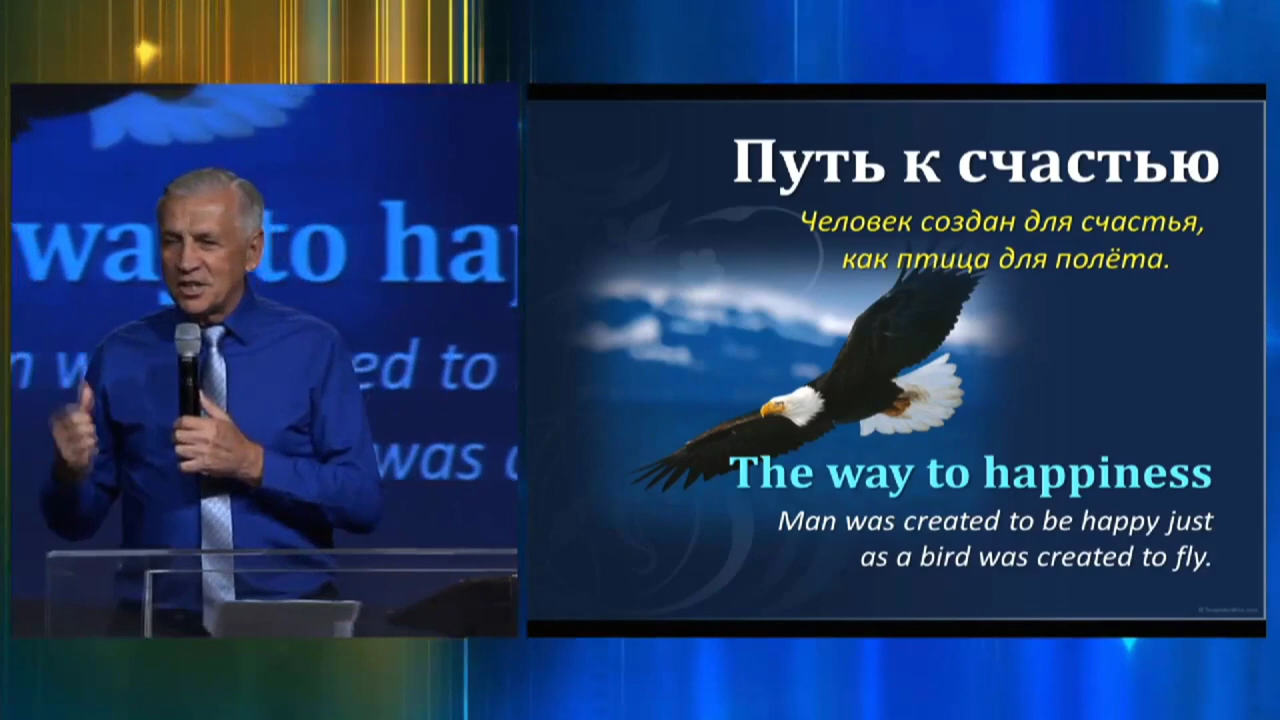 way to hap
ed to
was a
Путь к счастью
Человек создан для счастья,
как птица для полёта.
The way to happiness
Man was created to be happy just
as a bird was created to fly.